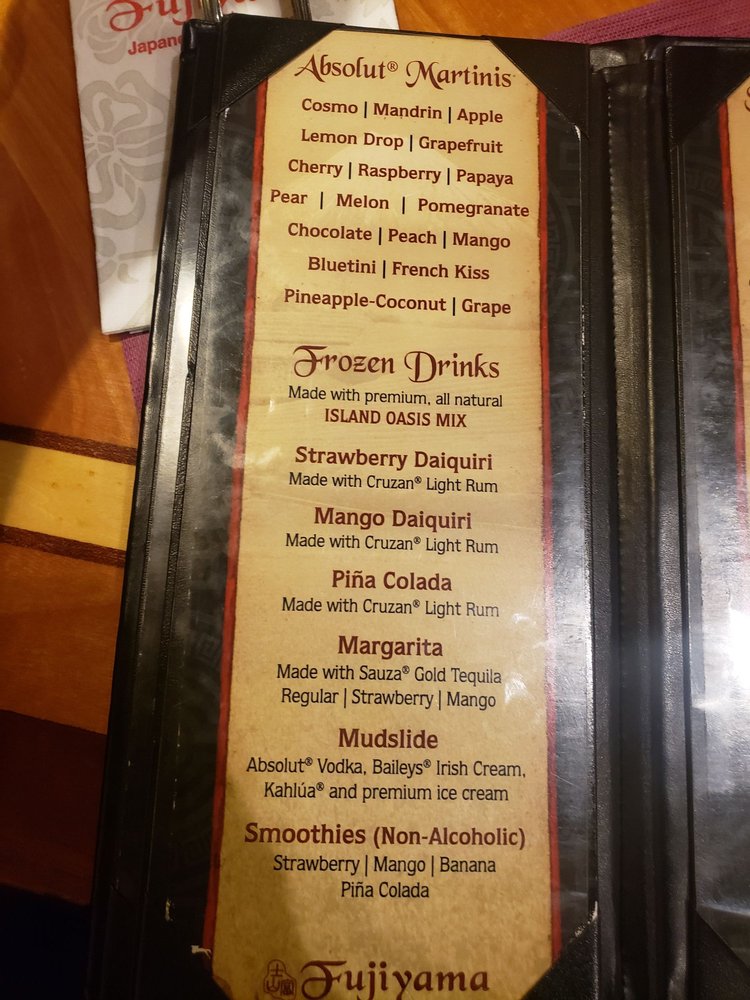 Japane
Absolut® Martinis
Cosmo | Mandrin | Apple
Lemon Drop | Grapefruit
Cherry | Raspberry | Papaya
Pear | Melon | Pomegranate
Chocolate | Peach | Mango
Bluetini | French Kiss
Pineapple-Coconut | Grape
Frozen Drinks
Made with premium, all natural
ISLAND OASIS MIX
Strawberry Daiquiri
Made with Cruzan® Light Rum
Mango Daiquiri
Made with Cruzan® Light Rum
Piña Colada
Made with Cruzan® Light Rum
Margarita
Made with Sauza® Gold Tequila
Regular | Strawberry | Mango
Mudslide
Absolut® Vodka, Baileys® Irish Cream,
Kahlúa® and premium ice cream
Smoothies (Non-Alcoholic)
Strawberry | Mango | Banana
Piña Colada
Fujiyama